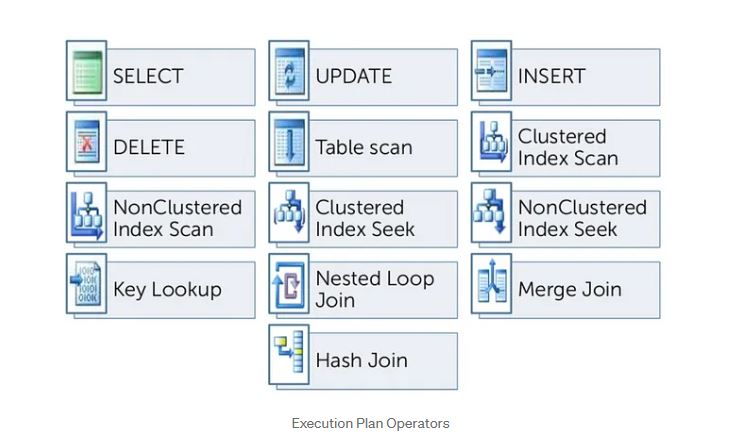 SELECT
UPDATE
INSERT
DELETE
Table scan
Clustered
Index Scan
NonClustered
Index Scan
Clustered
Index Seek
NonClustered
Index Seek
Key Lookup
Nested Loop
Join
Merge Join
Hash Join
Execution Plan Operators